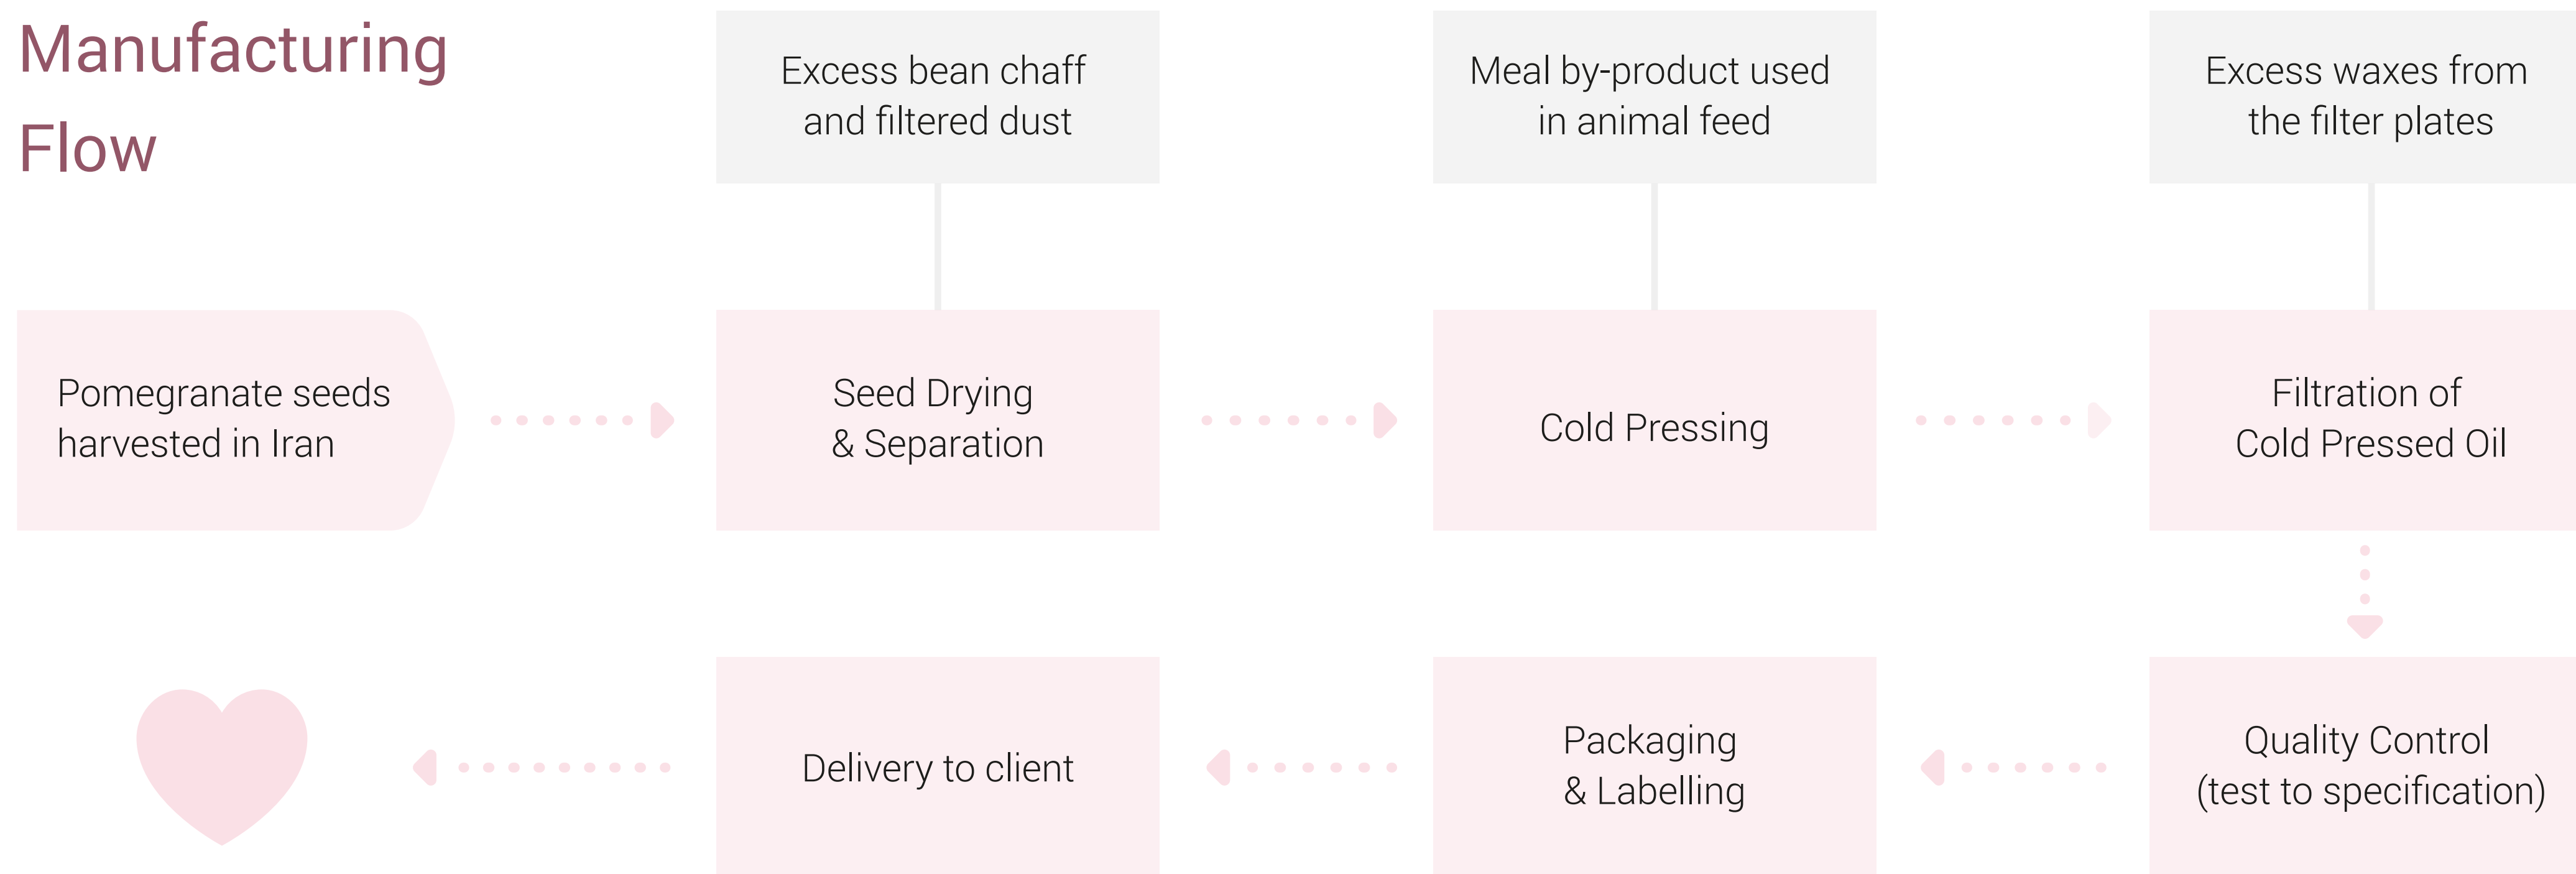 Manufacturing
Flow
Excess bean chaff
and filtered dust
Meal by-product used
in animal feed
Excess waxes from
the filter plates
Pomegranate seeds
harvested in Iran
Seed Drying
& Separation
Cold Pressing
Filtration of
Cold Pressed Oil
Delivery to client
Packaging
& Labelling
Quality Control
(test to specification)